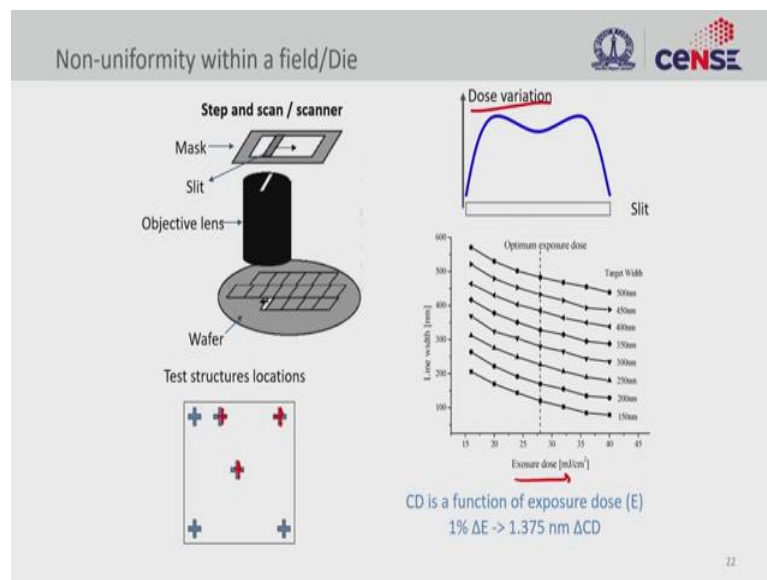 Non-uniformity within a field/Die
CeNSE
Step and scan / scanner
Mask
Slit
Objective lens
Wafer
Test structures locations
Dose variation
Slit
600
500
400
300
200
100
Line width [nm]
Optimum exposure dose
Target Width
500nm
450nm
400nm
350nm
300nm
250nm
200nm
150nm
15 20 25 30 35 40 45
Exosure dose [mJ/cm²]
CD is a function of exposure dose (E)
1% ΔE -> 1.375 nm ΔCD
22